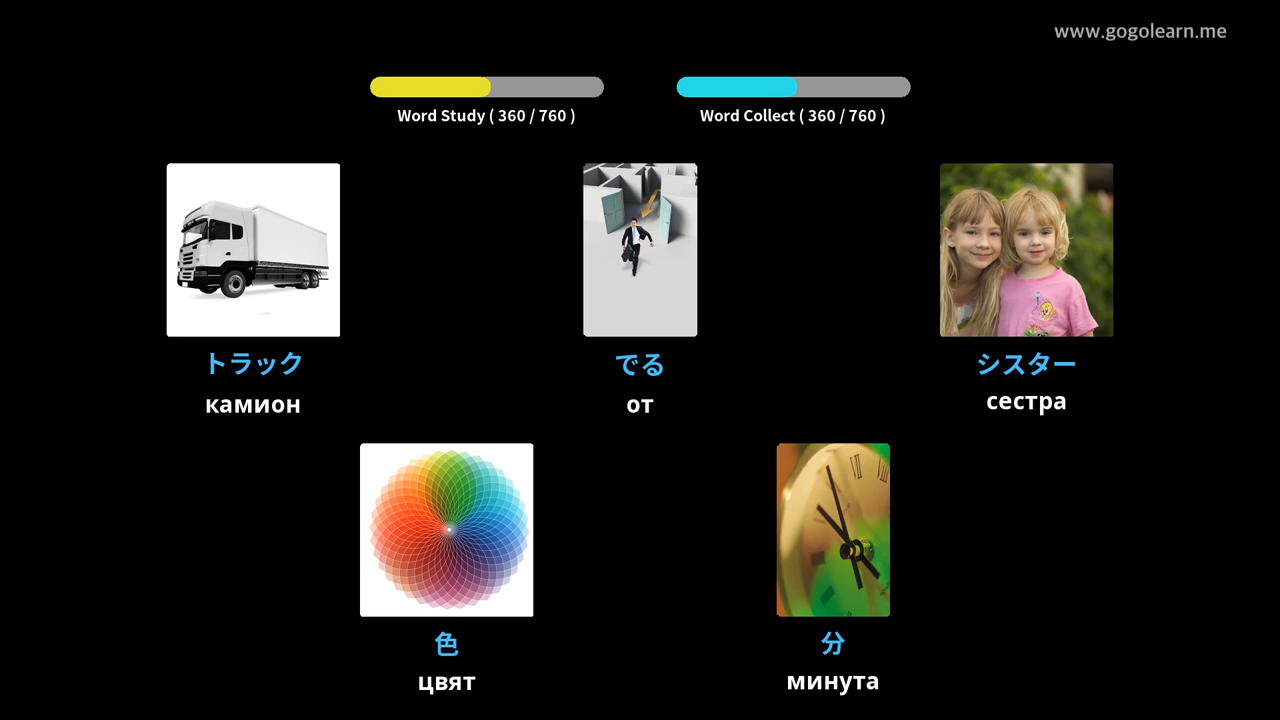 www.gogolearn.me
Word Study ( 360 / 760 )
Word Collect ( 360 / 760 )
トラック
камион
でる
от
シスター
сестра
色
цвят
分
минута